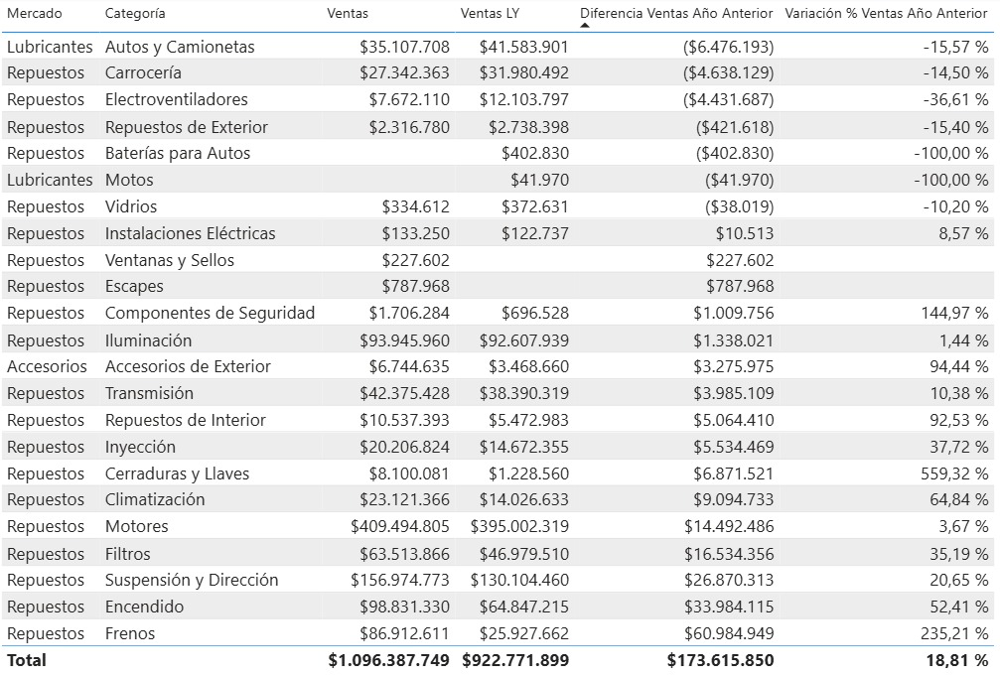 Mercado Categoría Ventas Ventas LY Diferencia Ventas Año Anterior Variación % Ventas Año Anterior
Lubricantes Autos y Camionetas $35.107.708 $41.583.901 ($6.476.193) -15,57 %
Repuestos Carrocería $27.342.363 $31.980.492 ($4.638.129) -14,50 %
Repuestos Electroventiladores $7.672.110 $12.103.797 ($4.431.687) -36,61 %
Repuestos Repuestos de Exterior $2.316.780 $2.738.398 ($421.618) -15,40 %
Repuestos Baterías para Autos $402.830 ($402.830) -100,00 %
Lubricantes Motos $41.970 ($41.970) -100,00 %
Repuestos Vidrios $334.612 $372.631 ($38.019) -10,20 %
Repuestos Instalaciones Eléctricas $133.250 $122.737 $10.513 8,57 %
Repuestos Ventanas y Sellos $227.602 $227.602
Repuestos Escapes $787.968 $787.968
Repuestos Componentes de Seguridad $1.706.284 $696.528 $1.009.756 144,97 %
Repuestos Iluminación $93.945.960 $92.607.939 $1.338.021 1,44 %
Accesorios Accesorios de Exterior $6.744.635 $3.468.660 $3.275.975 94,44 %
Repuestos Transmisión $42.375.428 $38.390.319 $3.985.109 10,38 %
Repuestos Repuestos de Interior $10.537.393 $5.472.983 $5.064.410 92,53 %
Repuestos Inyección $20.206.824 $14.672.355 $5.534.469 37,72 %
Repuestos Cerraduras y Llaves $8.100.081 $1.228.560 $6.871.521 559,32 %
Repuestos Climatización $23.121.366 $14.026.633 $9.094.733 64,84 %
Repuestos Motores $409.494.805 $395.002.319 $14.492.486 3,67 %
Repuestos Filtros $63.513.866 $46.979.510 $16.534.356 35,19 %
Repuestos Suspensión y Dirección $156.974.773 $130.104.460 $26.870.313 20,65 %
Repuestos Encendido $98.831.330 $64.847.215 $33.984.115 52,41 %
Repuestos Frenos $86.912.611 $25.927.662 $60.984.949 235,21 %
Total $1.096.387.749 $922.771.899 $173.615.850 18,81 %